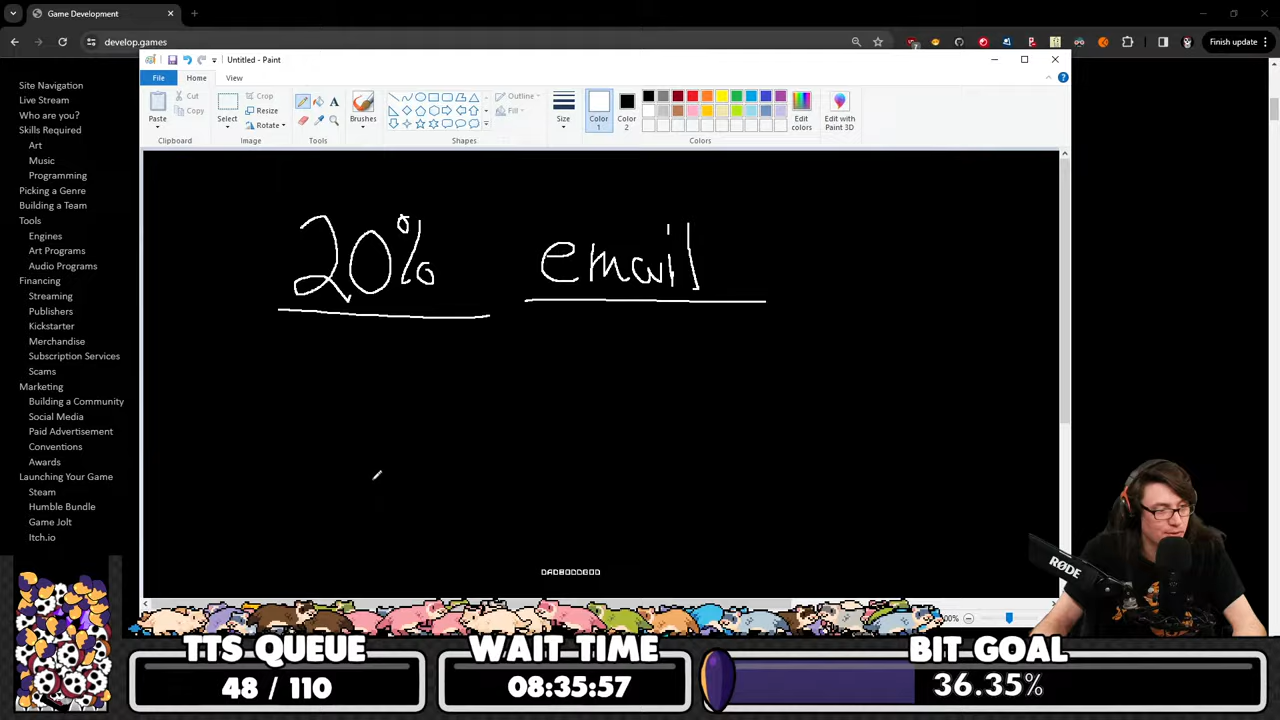 Game Development
develop.games
Finish update
Site Navigation
Live Stream
Who are you?
Skills Required
Art
Music
Programming
Picking a Genre
Building a Team
Tools
Engines
Art Programs
Audio Programs
Financing
Streaming
Publishers
Kickstarter
Merchandise
Subscription Services
Scams
Marketing
Building a Community
Social Media
Paid Advertisement
Conventions
Awards
Launching Your Game
Steam
Humble Bundle
Game Jolt
Itch.io
Untitled - Paint
File Home View
Paste
Cut
Copy
Clipboard
Select
Crop
Resize
Rotate
Image
A
Tools
Brushes
Outline
Fill
Shapes
Size
Color 1
Color 2
Edit colors
Edit with Paint 3D
Colors
20% email
RØDE
TTS QUEUE
48 / 110
WAIT TIME
08:35:57
BIT GOAL
36.35%